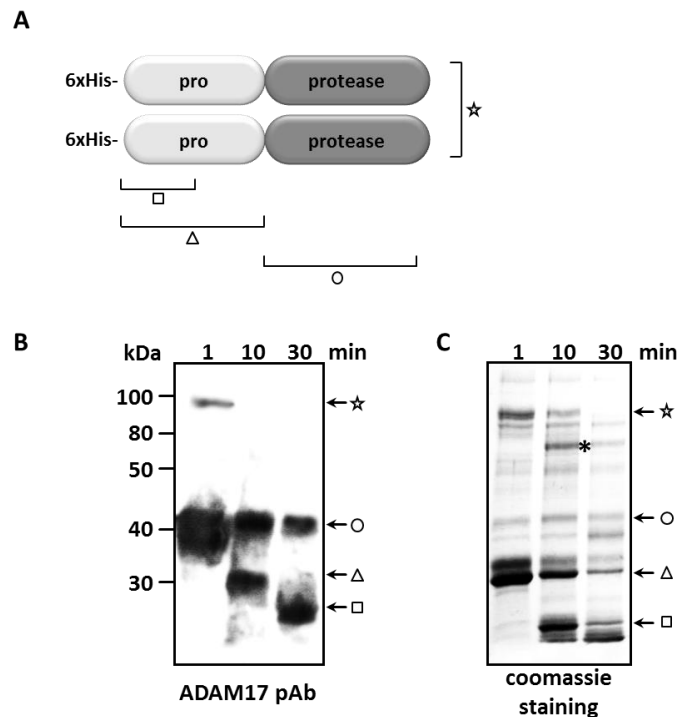 A
6xHis- pro protease
6xHis- pro protease
B
kDa 1 10 30 min
100
80
50
40
30
ADAM17 pAb
C
1 10 30 min
*
coomassie
staining